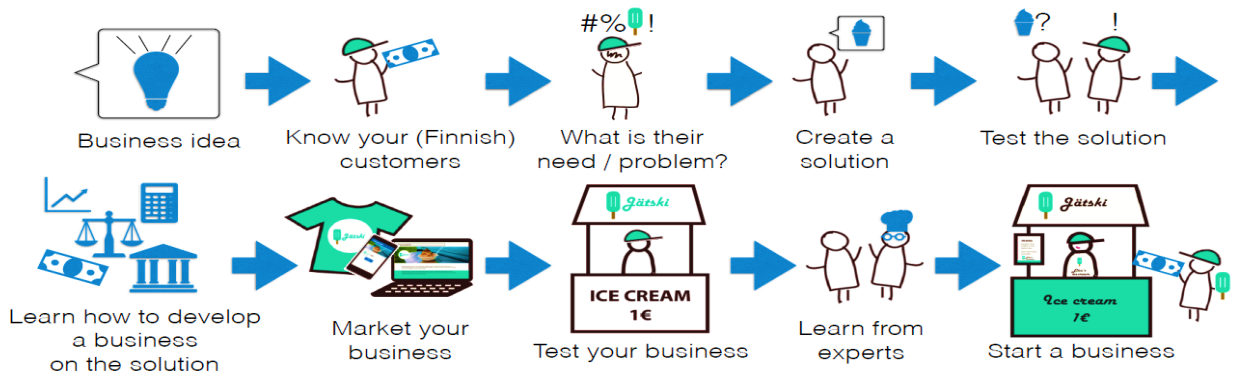 #%!
?
!
Business idea
Know your (Finnish)
customers
What is their
need / problem?
Create a
solution
Test the solution
Jätski
ICE CREAM
1€
Jätski
Jätski
Ice cream
1€
Learn how to develop
a business
on the solution
Market your
business
Test your business
Learn from
experts
Start a business